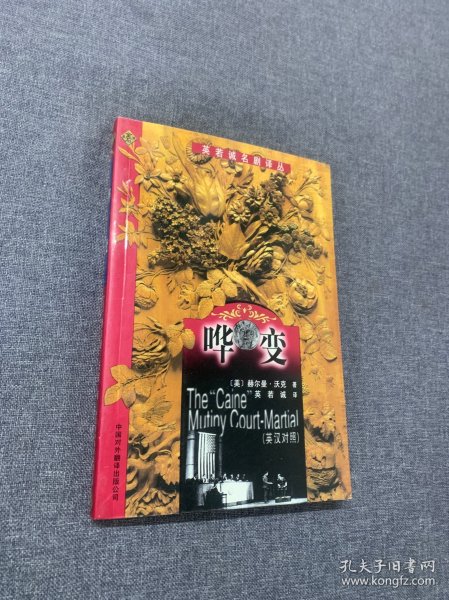 英若诚名剧译丛
哗变
〔美〕赫尔曼·沃克 著
英若诚 译
The "Caine"
Mutiny Court-Martial
(英汉对照)
中国对外翻译出版公司
孔夫子旧书网
www.kongfz.com